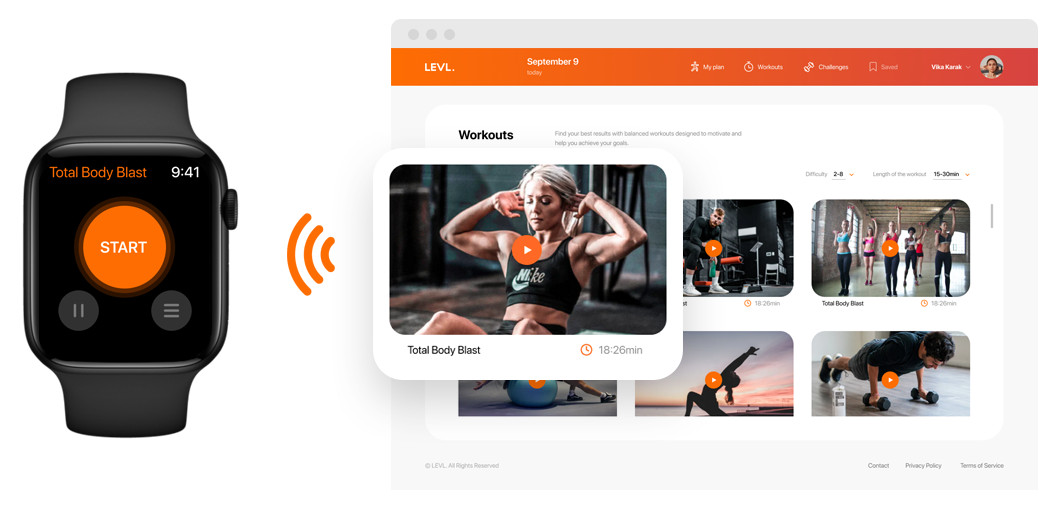 Total Body Blast 9:41
START
LEVL.
September 9
today
My plan
Workouts
Challenges
Saved
Vika Karak
Workouts
Find your best results with balanced workouts designed to motivate and
help you achieve your goals.
Difficulty 2-8
Length of the workout 15-30min
Nike
Total Body Blast 18:26min
18:26min
Total Body Blast 18:26min
© LEVL. All Rights Reserved
Contact Privacy Policy Terms of Service